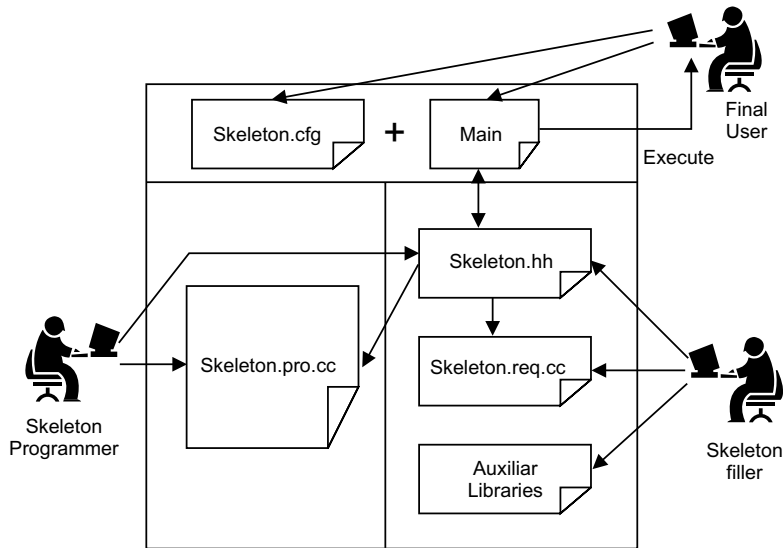 Skeleton.cfg
+
Main
Final
User
Execute
Skeleton.hh
Skeleton.pro.cc
Skeleton.req.cc
Skeleton
Programmer
Auxiliar
Libraries
Skeleton
filler